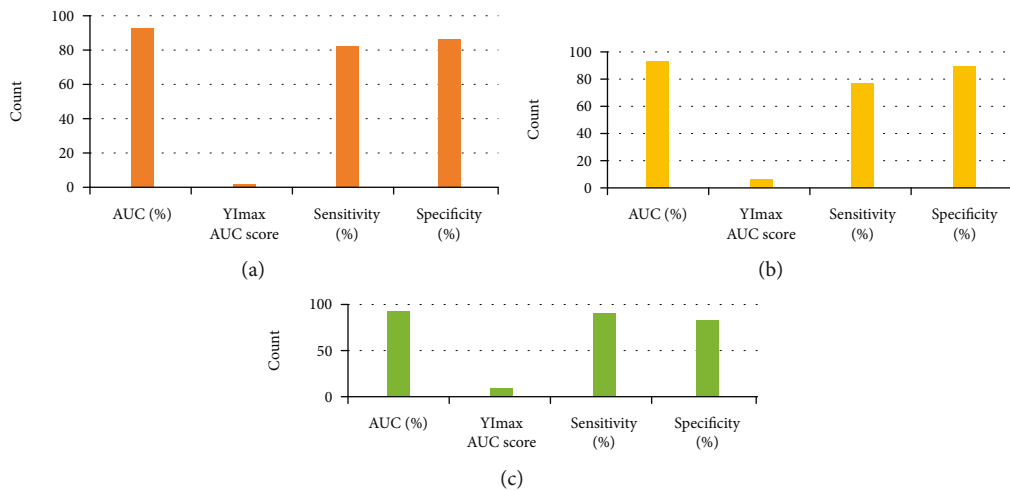 Count
100
80
60
40
20
0
AUC (%)
YImax
AUC score
Sensitivity
(%)
Specificity
(%)
(a)
Count
100
80
60
40
20
0
AUC (%)
YImax
AUC score
Sensitivity
(%)
Specificity
(%)
(b)
Count
100
50
0
AUC (%)
YImax
AUC score
Sensitivity
(%)
Specificity
(%)
(c)